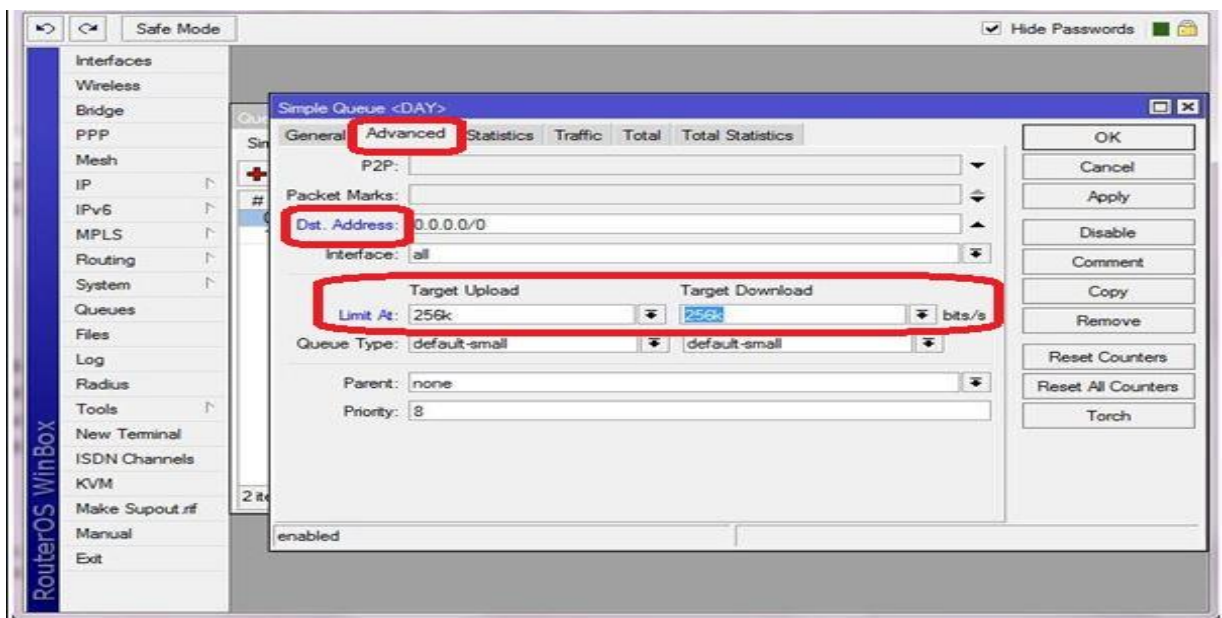 Safe Mode
Hide Passwords
RouterOS WinBox
Interfaces
Wireless
Bridge
PPP
Mesh
IP
IPv6
MPLS
Routing
System
Queues
Files
Log
Radius
Tools
New Terminal
ISDN Channels
KVM
Make Supout.rif
Manual
Exit
#
Simple Queue <DAY>
General Advanced Statistics Traffic Total Total Statistics
P2P:
Packet Marks:
Dst. Address: 0.0.0.0/0
Interface: all
Target Upload Target Download
Limit At: 256k 256k bits/s
Queue Type: default-small default-small
Parent: none
Priority: 8
enabled
OK
Cancel
Apply
Disable
Comment
Copy
Remove
Reset Counters
Reset All Counters
Torch